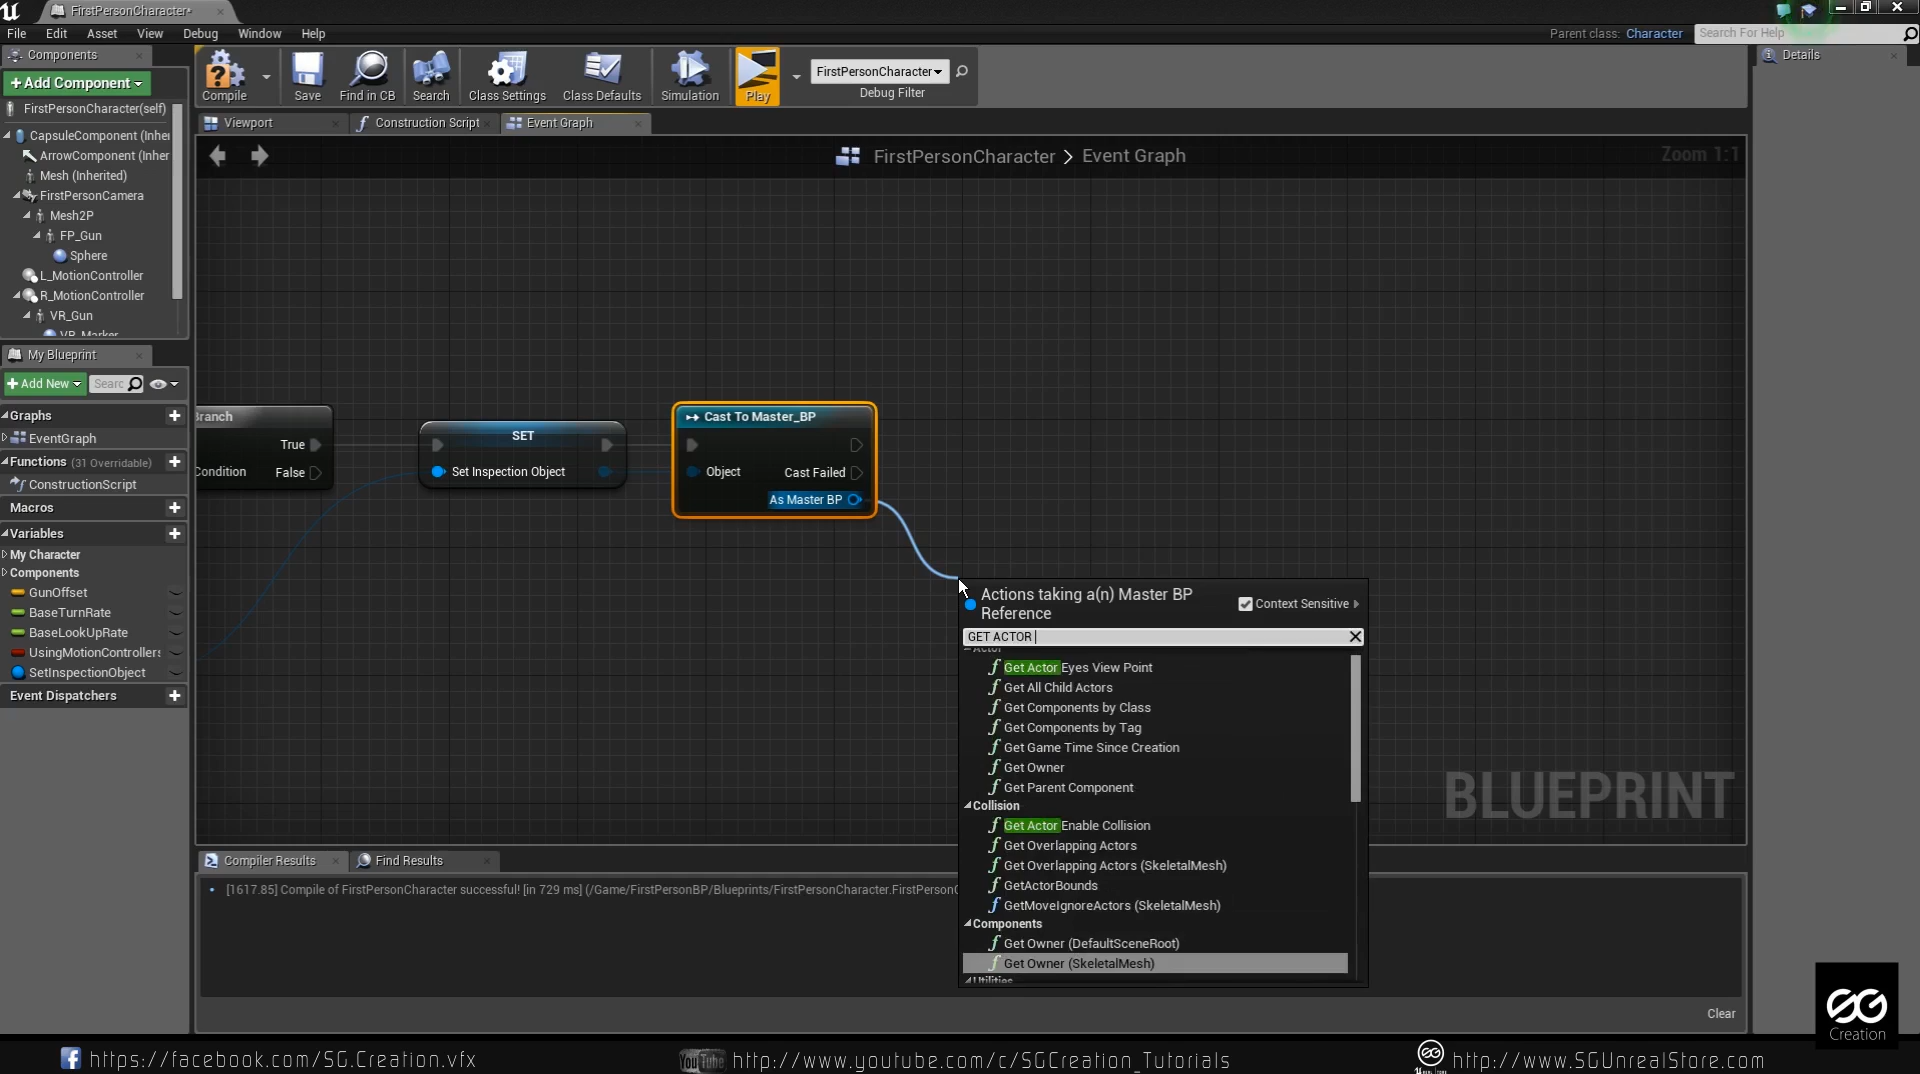 FirstPersonCharacter*
File Edit Asset View Debug Window Help
Parent class: Character
Search For Help
Components
+Add Component
FirstPersonCharacter(self)
CapsuleComponent (Inher
ArrowComponent (Inher
Mesh (Inherited)
FirstPersonCamera
Mesh2P
FP_Gun
Sphere
L_MotionController
R_MotionController
VR_Gun
VR_Marker
Compile
Save
Find in CB
Search
Class Settings
Class Defaults
Simulation
Play
FirstPersonCharacter
Debug Filter
Details
Viewport
Construction Script
Event Graph
FirstPersonCharacter > Event Graph
Zoom 1:1
My Blueprint
+Add New
Searc
Graphs
EventGraph
Functions (31 Overridable)
ConstructionScript
Macros
Variables
My Character
Components
GunOffset
BaseTurnRate
BaseLookUpRate
UsingMotionControllers
SetInspectionObject
Event Dispatchers
Branch
True
Condition
False
SET
Set Inspection Object
Cast To Master_BP
Object
Cast Failed
As Master BP
Actions taking a(n) Master BP
Reference
Context Sensitive
GET ACTOR
Actor
Get Actor Eyes View Point
Get All Child Actors
Get Components by Class
Get Components by Tag
Get Game Time Since Creation
Get Owner
Get Parent Component
Collision
Get Actor Enable Collision
Get Overlapping Actors
Get Overlapping Actors (SkeletalMesh)
GetActorBounds
GetMoveIgnoreActors (SkeletalMesh)
Components
Get Owner (DefaultSceneRoot)
Get Owner (SkeletalMesh)
Utilities
BLUEPRINT
Compiler Results
Find Results
[1617.85] Compile of FirstPersonCharacter successful! [in 729 ms] (/Game/FirstPersonBP/Blueprints/FirstPersonCharacter.FirstPersonC
Clear
SG
Creation
https://facebook.com/SG.Creation.vfx
YouTube
http://www.youtube.com/c/SGCreation_Tutorials
http://www.SGUnrealStore.com